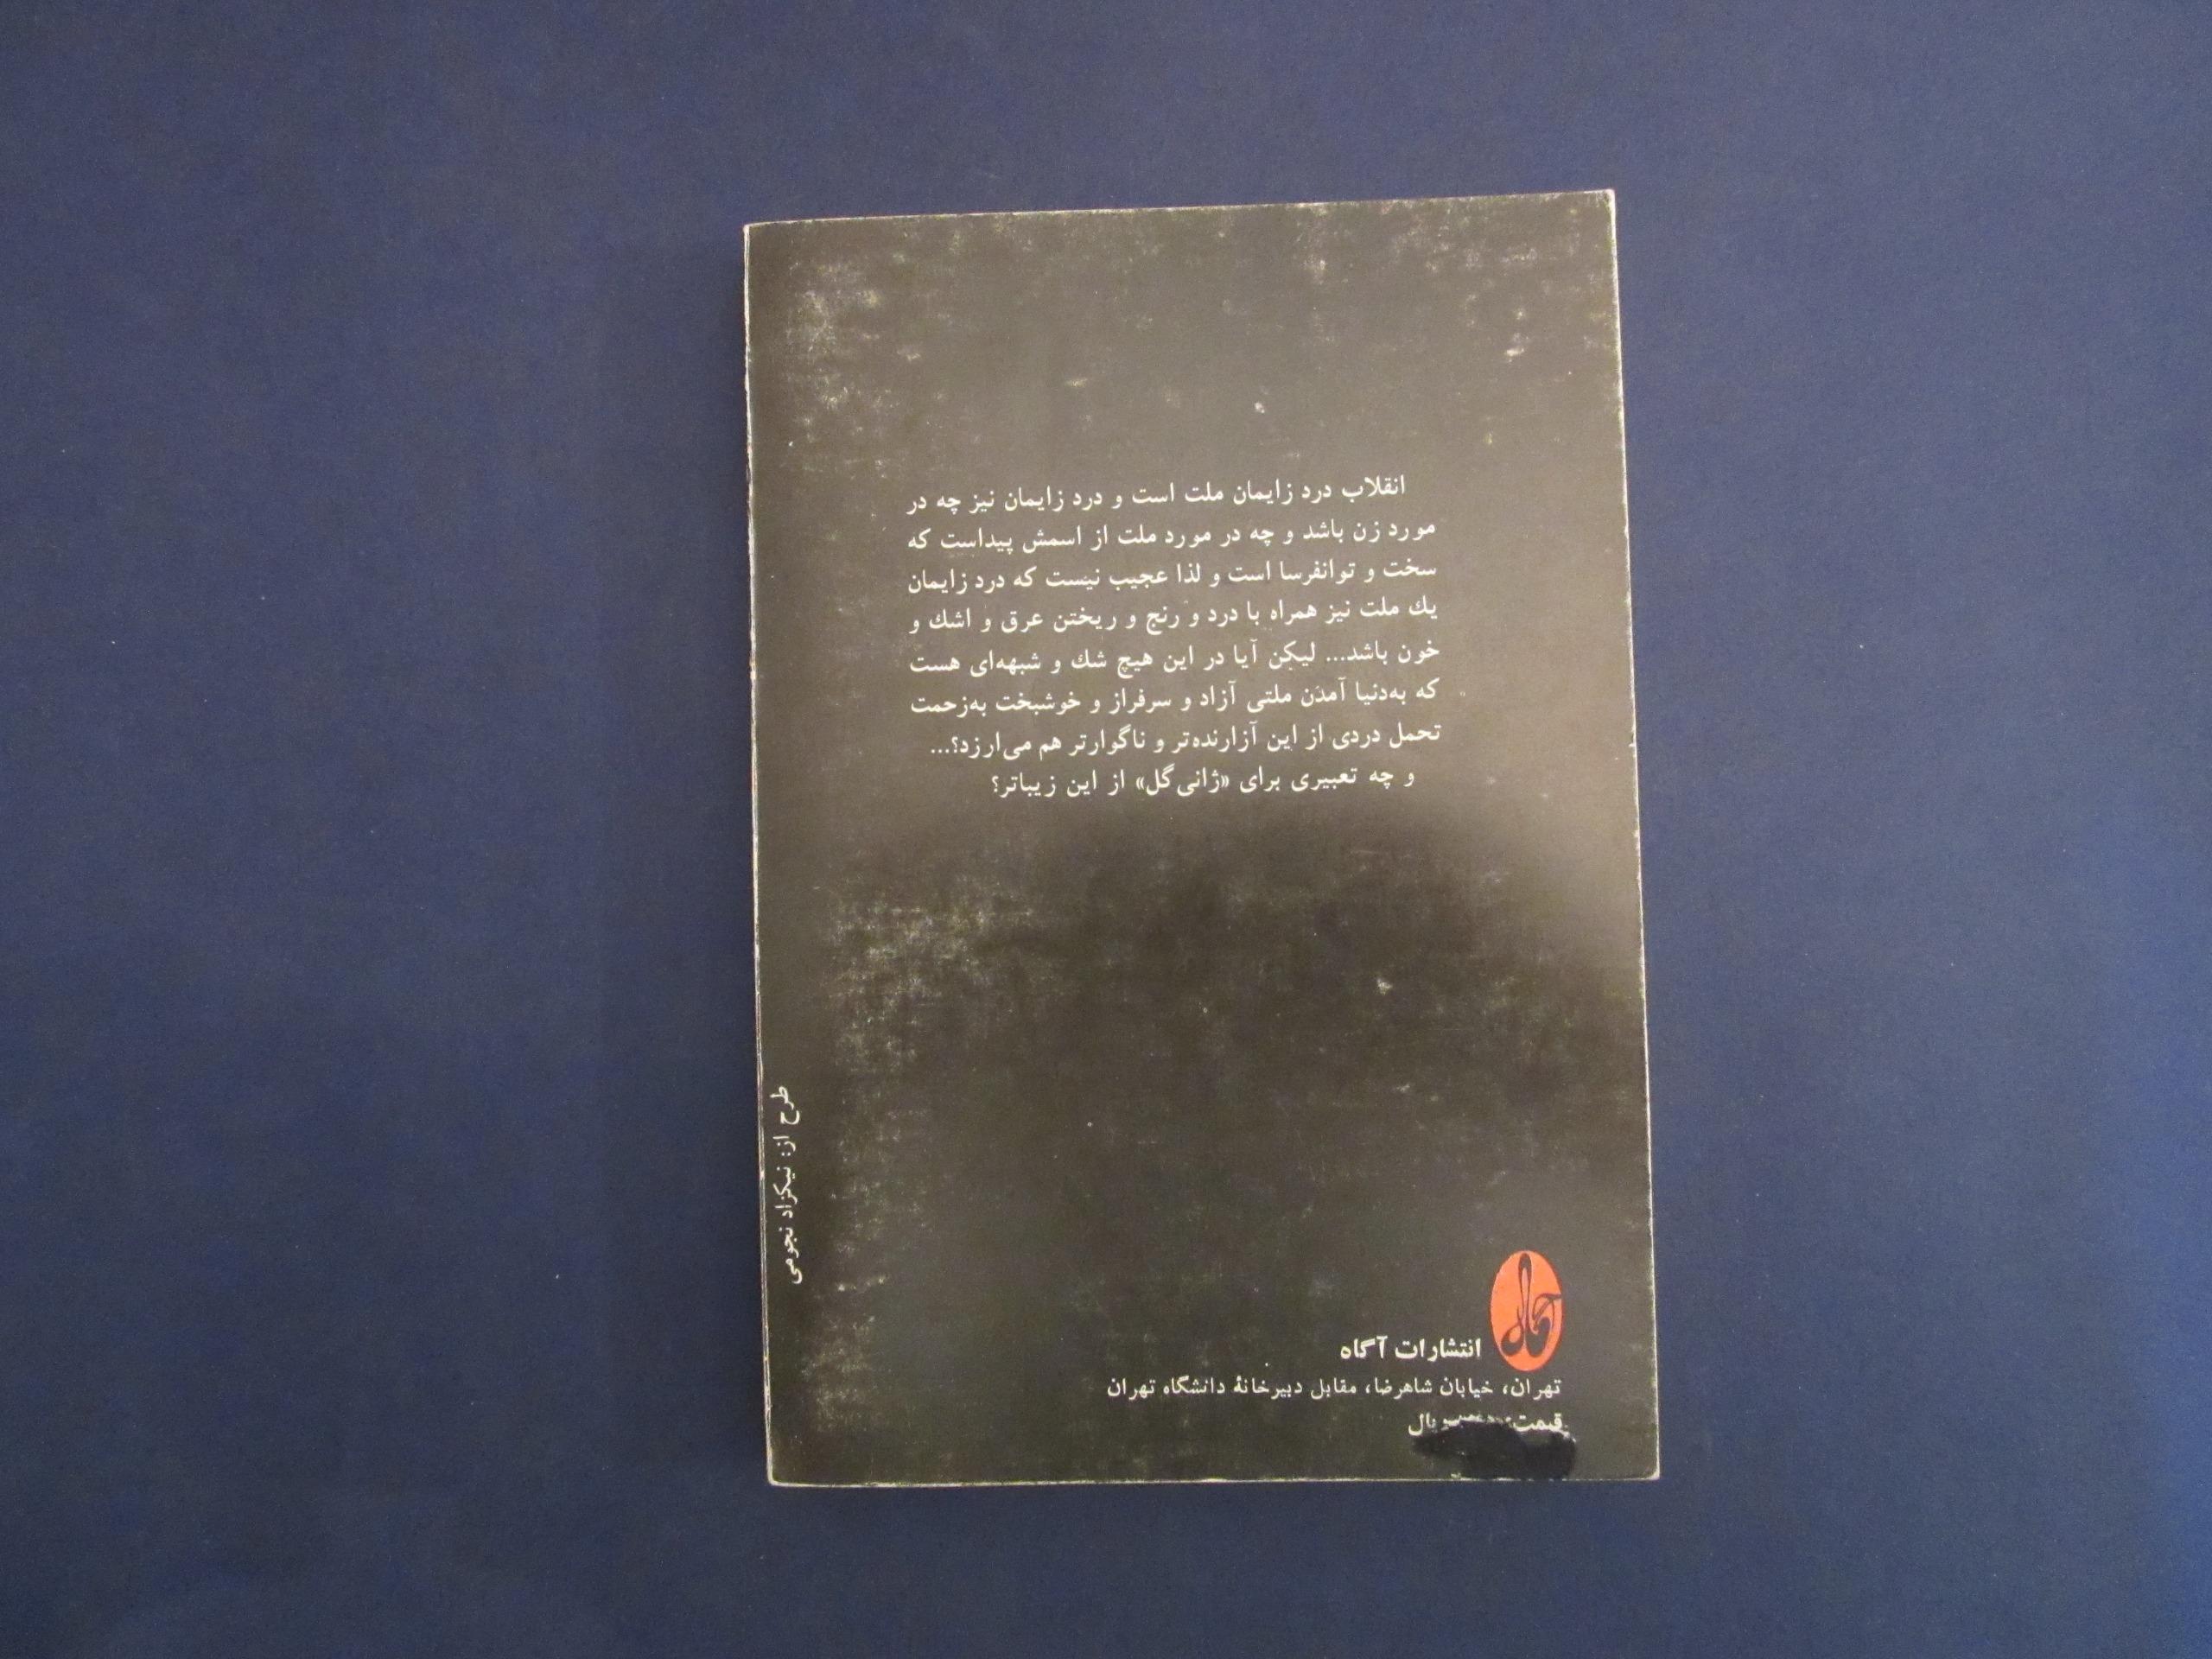 انقلاب درد زایمان ملت است و درد زایمان نیز چه در
مورد زن باشد و چه در مورد ملت از اسمش پیداست که
سخت و توانفرسا است و لذا عجیب نیست که درد زایمان
یك ملت نیز همراه با درد و رنج و ریختن عرق و اشك و
خون باشد... لیکن آیا در این هیچ شك و شبهه‌ای هست
که به‌دنیا آمدن ملتی آزاد و سرفراز و خوشبخت به‌زحمت
تحمل دردی از این آزارنده‌تر و ناگوارتر هم می‌ارزد؟...
و چه تعبیری برای «ژانی‌گل» از این زیباتر؟
طرح از: نیکزاد نجومی
آگاه
انتشارات آگاه
تهران، خیابان شاهرضا، مقابل دبیرخانهٔ دانشگاه تهران
قیمت: ریال